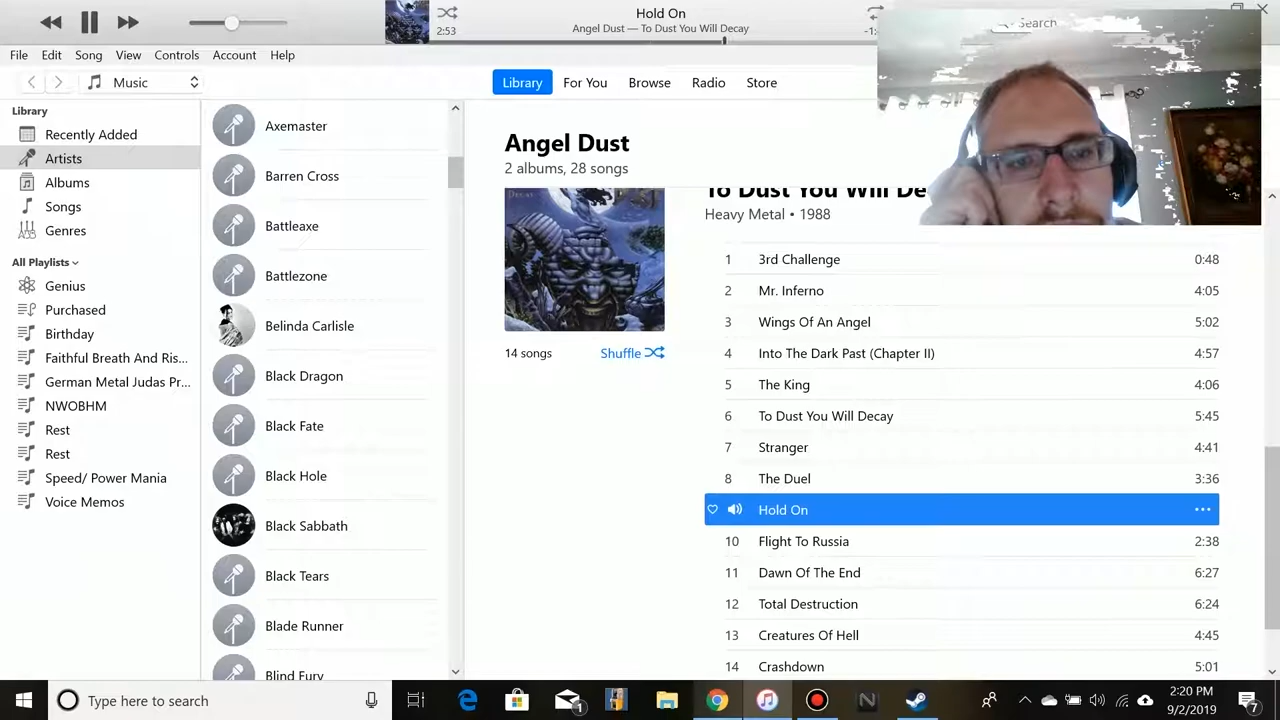 Hold On
2:53
Angel Dust — To Dust You Will Decay
-1:
Search
File Edit Song View Controls Account Help
Music
Library For You Browse Radio Store
Library
Recently Added
Artists
Albums
Songs
Genres
All Playlists
Genius
Purchased
Birthday
Faithful Breath And Ris...
German Metal Judas Pr...
NWOBHM
Rest
Rest
Speed/ Power Mania
Voice Memos
Axemaster
Barren Cross
Battleaxe
Battlezone
Belinda Carlisle
Black Dragon
Black Fate
Black Hole
Black Sabbath
Black Tears
Blade Runner
Blind Fury
Angel Dust
2 albums, 28 songs
DECAY
14 songs
Shuffle
To Dust You Will De
Heavy Metal • 1988
1 3rd Challenge 0:48
2 Mr. Inferno 4:05
3 Wings Of An Angel 5:02
4 Into The Dark Past (Chapter II) 4:57
5 The King 4:06
6 To Dust You Will Decay 5:45
7 Stranger 4:41
8 The Duel 3:36
Hold On ...
10 Flight To Russia 2:38
11 Dawn Of The End 6:27
12 Total Destruction 6:24
13 Creatures Of Hell 4:45
14 Crashdown 5:01
Type here to search
1
N
2:20 PM
9/2/2019
7